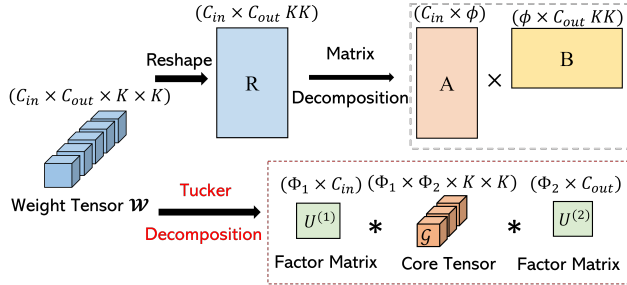 (C_in × C_out KK)
(C_in × ϕ) (ϕ × C_out KK)
Reshape
R
Matrix
Decomposition
A
×
B
(C_in × C_out × K × K)
Weight Tensor 𝓦
Tucker
Decomposition
(Φ₁ × C_in) (Φ₁ × Φ₂ × K × K) (Φ₂ × C_out)
U^(1) * 𝒢 * U^(2)
Factor Matrix Core Tensor Factor Matrix